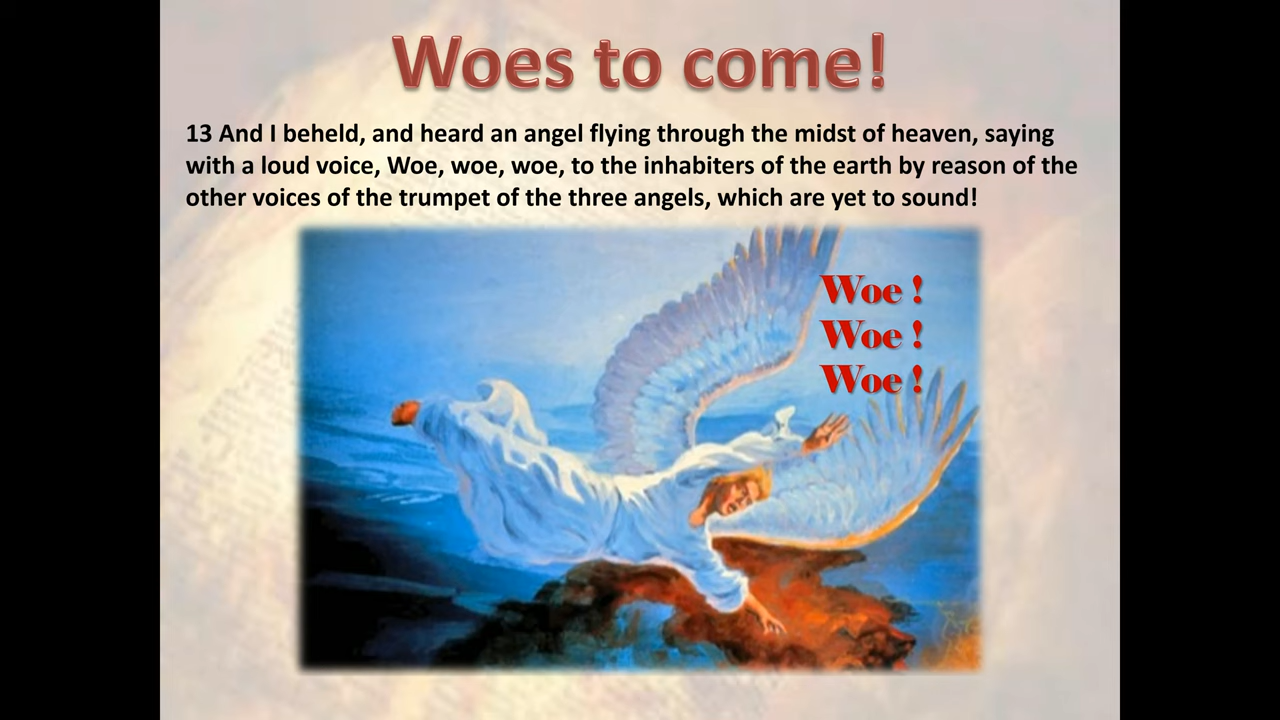 Woes to come!
13 And I beheld, and heard an angel flying through the midst of heaven, saying
with a loud voice, Woe, woe, woe, to the inhabiters of the earth by reason of the
other voices of the trumpet of the three angels, which are yet to sound!
Woe !
Woe !
Woe !